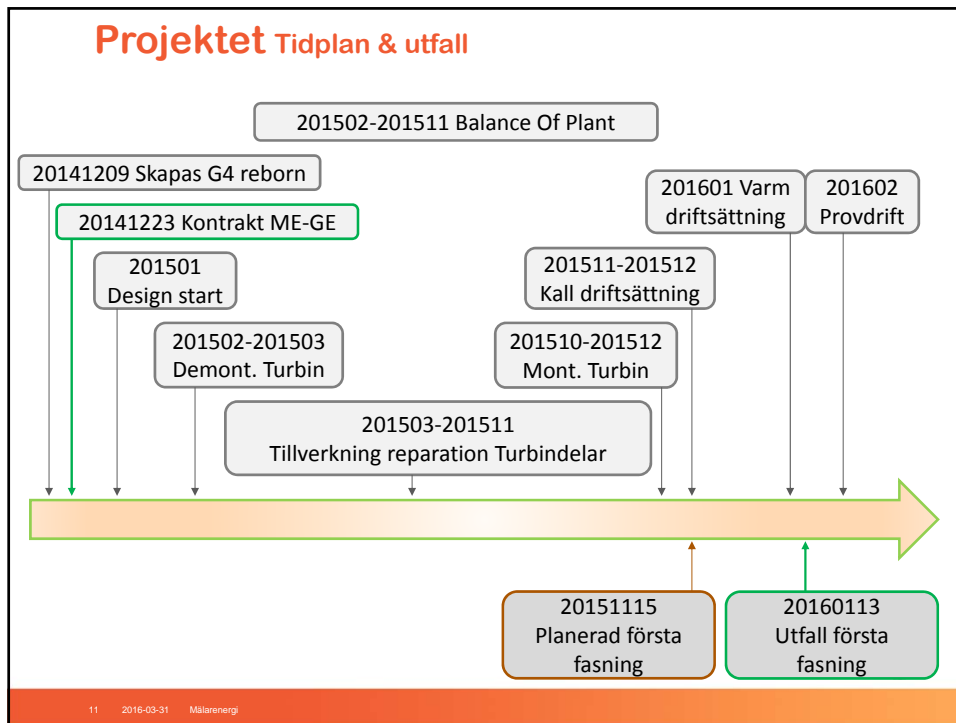 Projektet Tidplan & utfall
201502-201511 Balance Of Plant
20141209 Skapas G4 reborn
20141223 Kontrakt ME-GE
201501
Design start
201502-201503
Demont. Turbin
201503-201511
Tillverkning reparation Turbindelar
201510-201512
Mont. Turbin
201511-201512
Kall driftsättning
201601 Varm
driftsättning
201602
Provdrift
20151115
Planerad första
fasning
20160113
Utfall första
fasning
11 2016-03-31 Mälarenergi